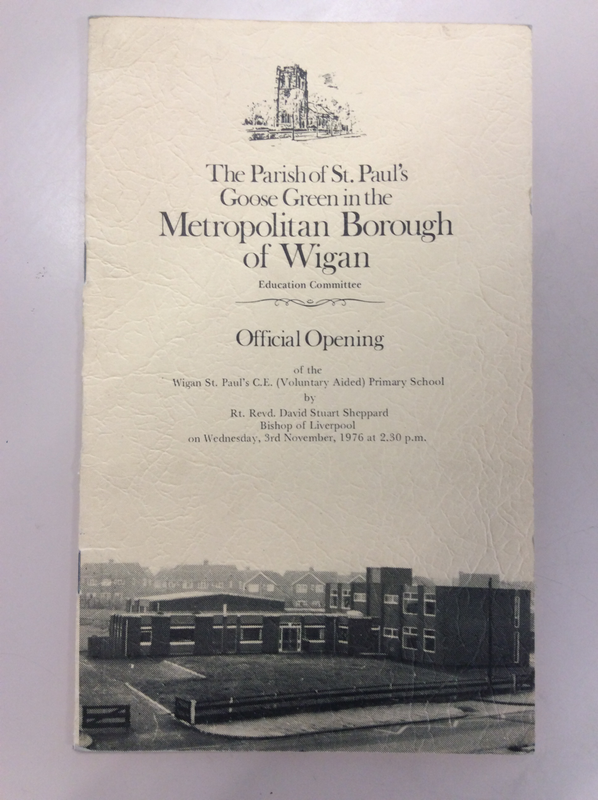 The Parish of St. Paul's
Goose Green in the
Metropolitan Borough
of Wigan
Education Committee
Official Opening
of the
Wigan St. Paul's C.E. (Voluntary Aided) Primary School
by
Rt. Revd. David Stuart Sheppard
Bishop of Liverpool
on Wednesday, 3rd November, 1976 at 2.30 p.m.